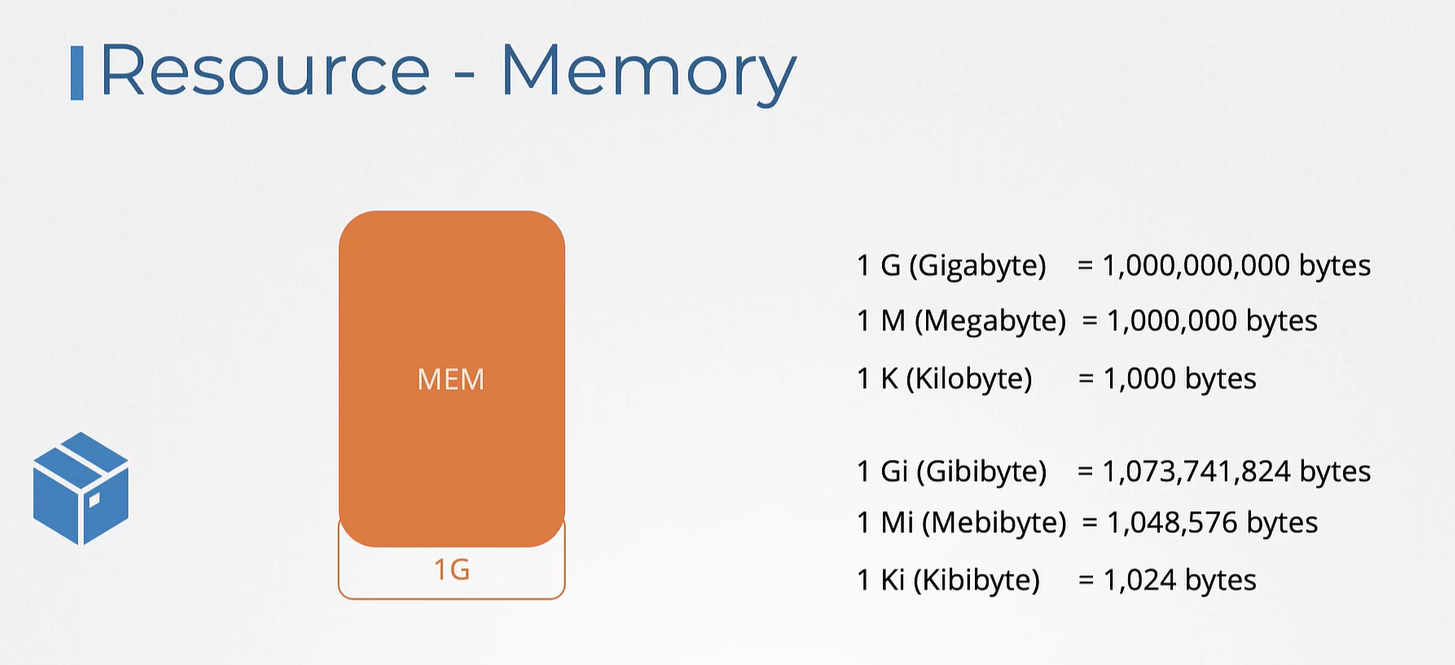 Resource - Memory
MEM
1G
1 G (Gigabyte) = 1,000,000,000 bytes
1 M (Megabyte) = 1,000,000 bytes
1 K (Kilobyte) = 1,000 bytes
1 Gi (Gibibyte) = 1,073,741,824 bytes
1 Mi (Mebibyte) = 1,048,576 bytes
1 Ki (Kibibyte) = 1,024 bytes